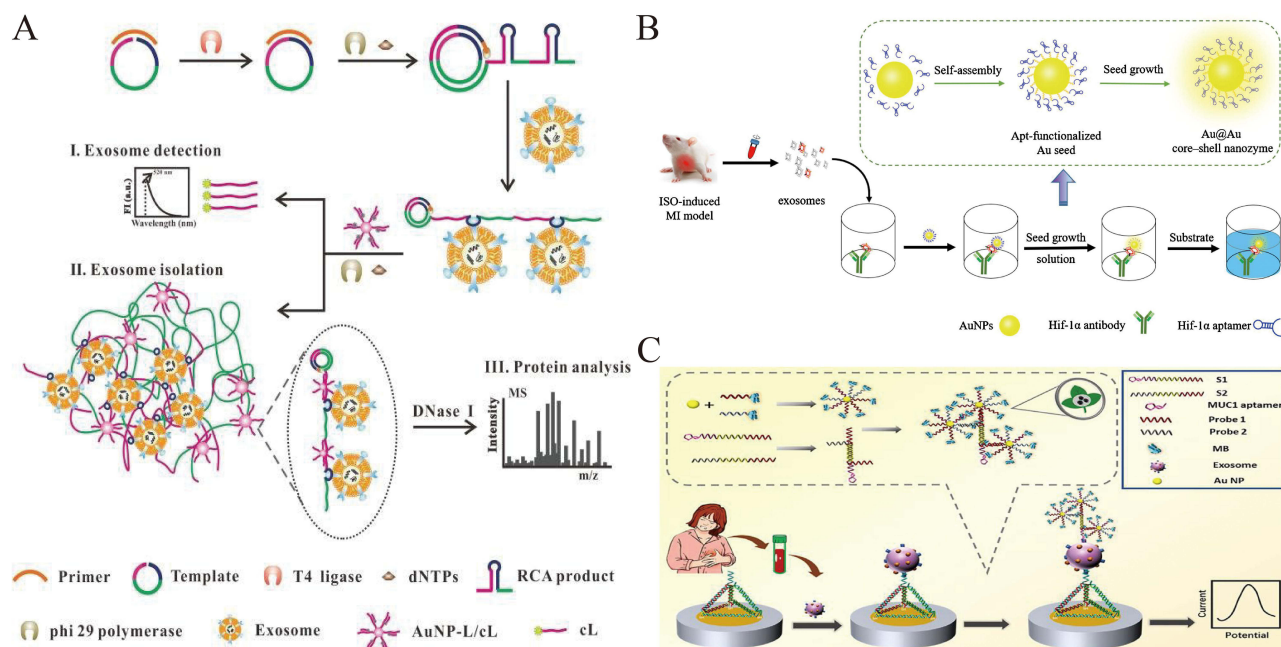 A
I. Exosome detection
520 nm
FI (a.u.)
Wavelength (nm)
II. Exosome isolation
DNase I
III. Protein analysis
MS
Intensity
m/z
Primer
Template
T4 ligase
dNTPs
RCA product
phi 29 polymerase
Exosome
AuNP-L/cL
cL
B
Self-assembly
Seed growth
Apt-functionalized
Au seed
Au@Au
core–shell nanozyme
ISO-induced
MI model
exosomes
Seed growth
solution
Substrate
AuNPs
Hif-1α antibody
Hif-1α aptamer
C
S1
S2
MUC1 aptamer
Probe 1
Probe 2
MB
Exosome
Au NP
Current
Potential